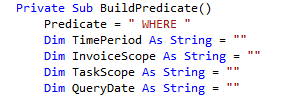 Private Sub BuildPredicate()
Predicate = " WHERE "
Dim TimePeriod As String = ""
Dim InvoiceScope As String = ""
Dim TaskScope As String = ""
Dim QueryDate As String = ""